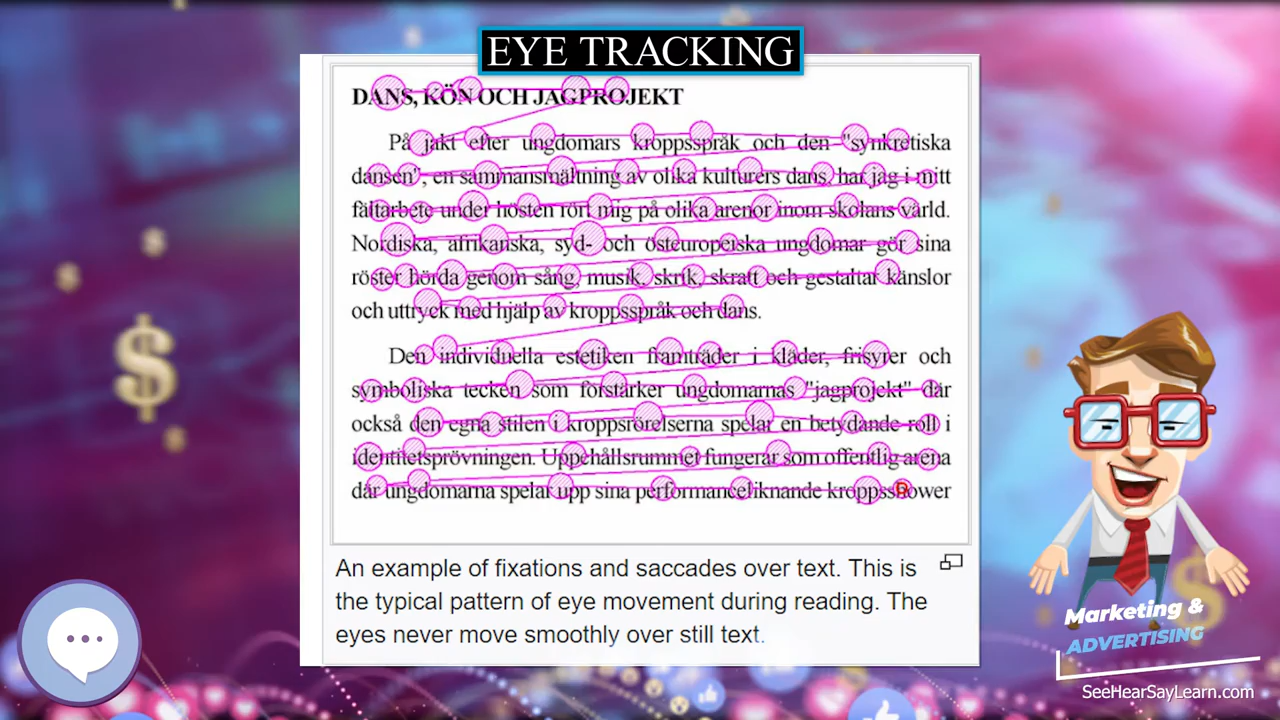 EYE TRACKING
DANS, KÖN OCH JAGPROJEKT
På jakt efter ungdomars kroppsspråk och den "synkretiska
dansen", en sammansmältning av olika kulturers dans, har jag i mitt
fältarbete under hösten rört mig på olika arenor inom skolans värld.
Nordiska, afrikanska, syd- och östeuropeiska ungdomar gör sina
röster hörda genom sång, musik, skrik, skratt och gestaltar känslor
och uttryck med hjälp av kroppsspråk och dans.
Den individuella estetiken framträder i kläder, frisyrer och
symboliska tecken som förstärker ungdomarnas "jagprojekt" där
också den egna stilen i kroppsrörelserna spelar en betydande roll i
identitetsprövningen. Uppehållsrummet fungerar som offentlig arena
där ungdomarna spelar upp sina performanceliknande kroppsshower
An example of fixations and saccades over text. This is
the typical pattern of eye movement during reading. The
eyes never move smoothly over still text.
Marketing &
ADVERTISING
SeeHearSayLearn.com